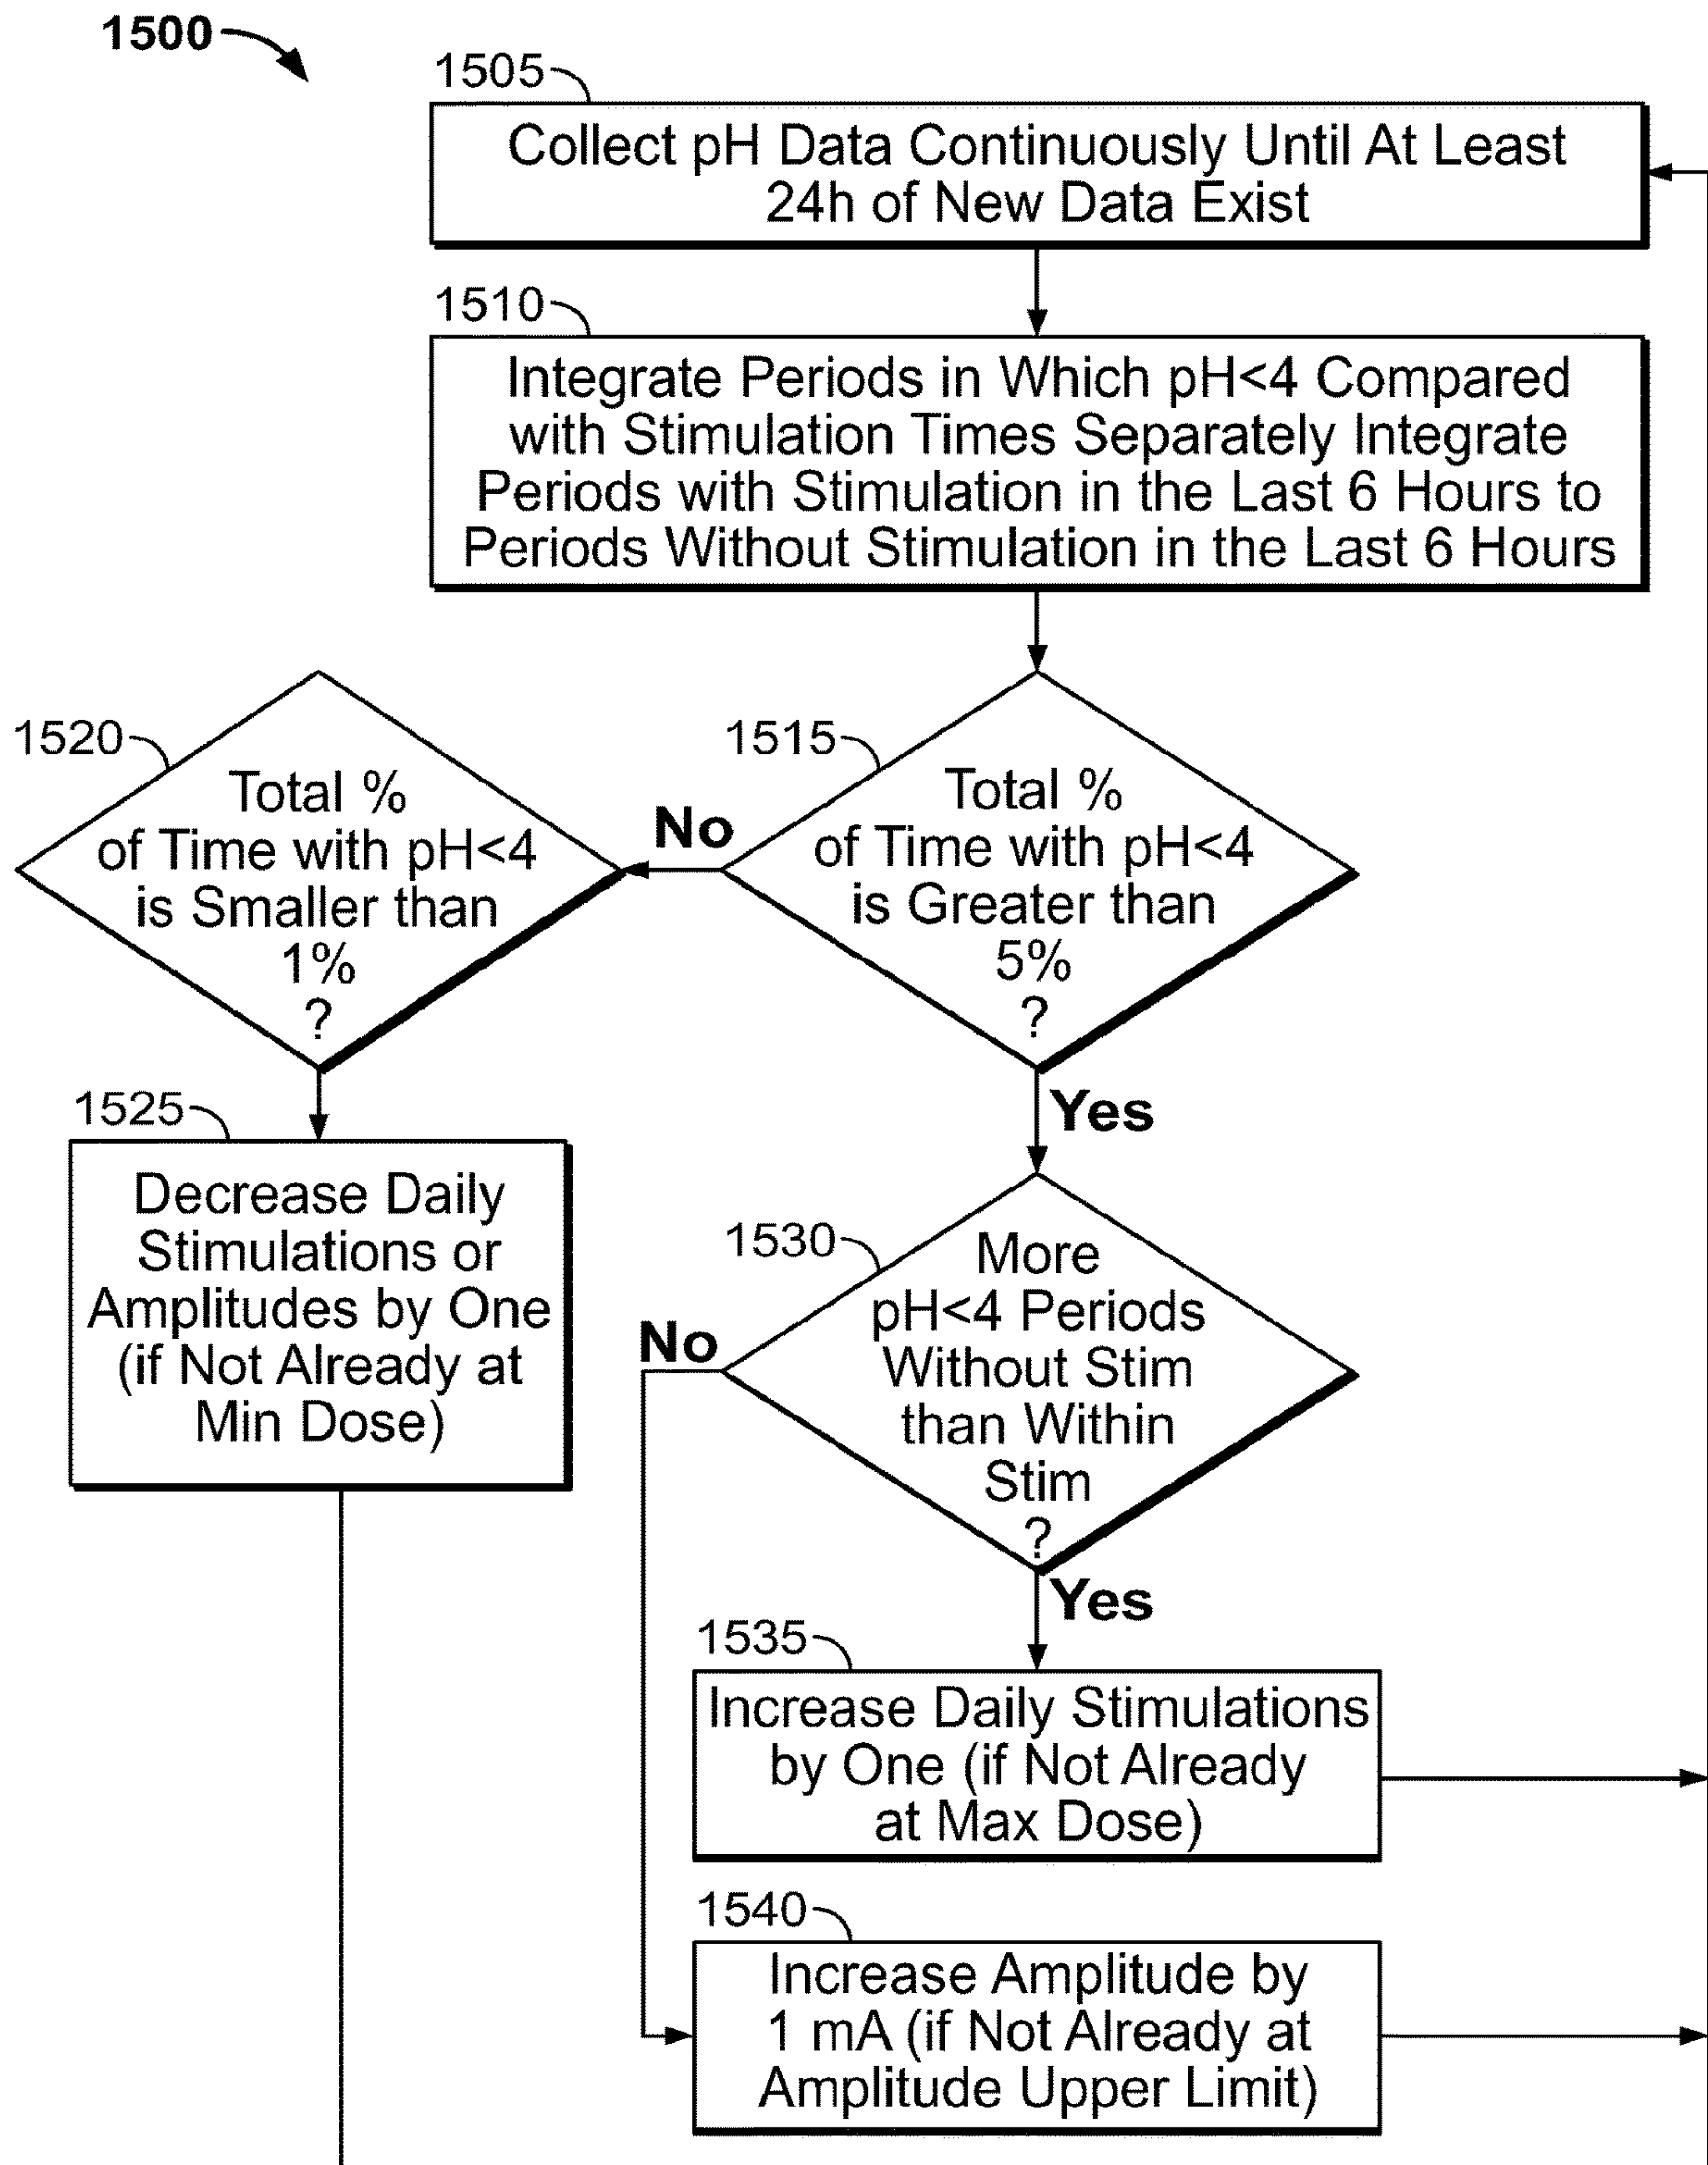 1500
1505
Collect pH Data Continuously Until At Least
24h of New Data Exist
1510
Integrate Periods in Which pH<4 Compared
with Stimulation Times Separately Integrate
Periods with Stimulation in the Last 6 Hours to
Periods Without Stimulation in the Last 6 Hours
1520
Total %
of Time with pH<4
is Smaller than
1%
?
No
1515
Total %
of Time with pH<4
is Greater than
5%
?
Yes
1525
Decrease Daily
Stimulations or
Amplitudes by One
(if Not Already at
Min Dose)
1530
More
pH<4 Periods
Without Stim
than Within
Stim
?
No
Yes
1535
Increase Daily Stimulations
by One (if Not Already
at Max Dose)
1540
Increase Amplitude by
1 mA (if Not Already at
Amplitude Upper Limit)